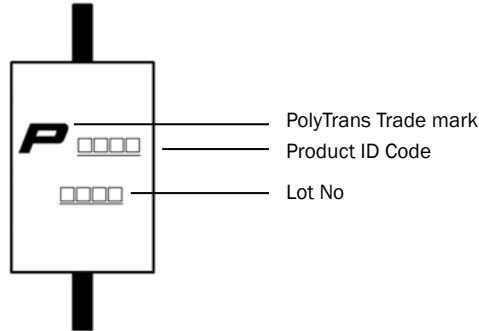 PolyTrans Trade mark
P □□□□
Product ID Code
□□□□
Lot No